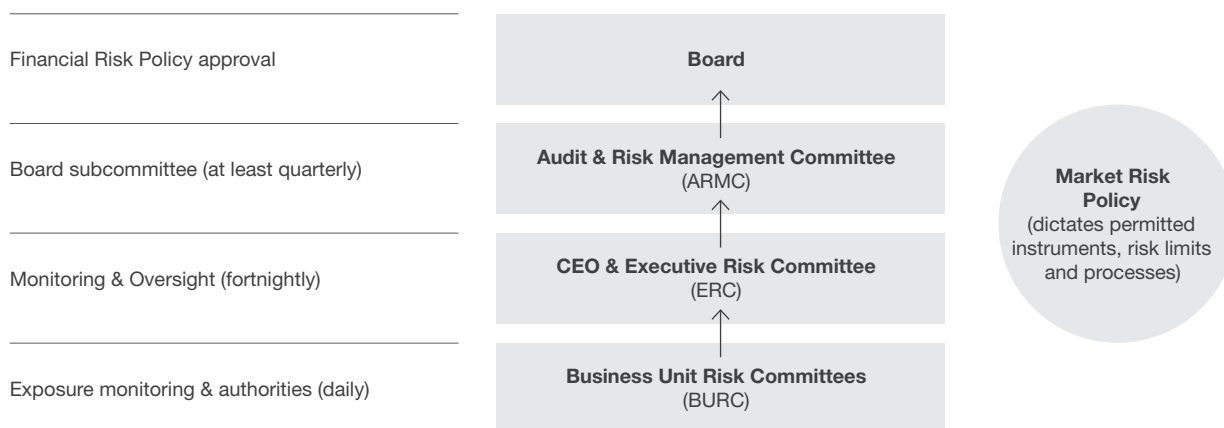 Financial Risk Policy approval
Board
Board subcommittee (at least quarterly)
Audit & Risk Management Committee
(ARMC)
Monitoring & Oversight (fortnightly)
CEO & Executive Risk Committee
(ERC)
Exposure monitoring & authorities (daily)
Business Unit Risk Committees
(BURC)
Market Risk
Policy
(dictates permitted
instruments, risk limits
and processes)